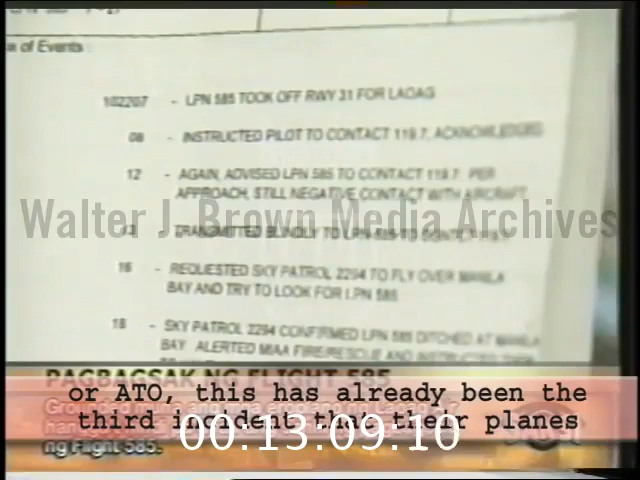 e of Events
102207 - LPN 585 TOOK OFF RWY 31 FOR LAOAG
08 - INSTRUCTED PILOT TO CONTACT 119.7, ACKNOWLEDGED
12 - AGAIN, ADVISED LPN 585 TO CONTACT 119.7 PER
APPROACH, STILL NEGATIVE CONTACT WITH AIRCRAFT
Walter J. Brown Media Archives
TRANSMITTED BLINDLY TO LPN 585 TO CONTACT 119.7
16 - REQUESTED SKY PATROL 2294 TO FLY OVER MANILA
BAY AND TRY TO LOOK FOR LPN 585
18 - SKY PATROL 2294 CONFIRMED LPN 585 DITCHED AT MANILA
BAY ALERTED MIAA FIRE/RESCUE AND INSTRUCTED
PAGBAGSAK NG FLIGHT 585
or ATO, this has already been the
third incident that their planes
00:13:09:10
ng Flight 585.